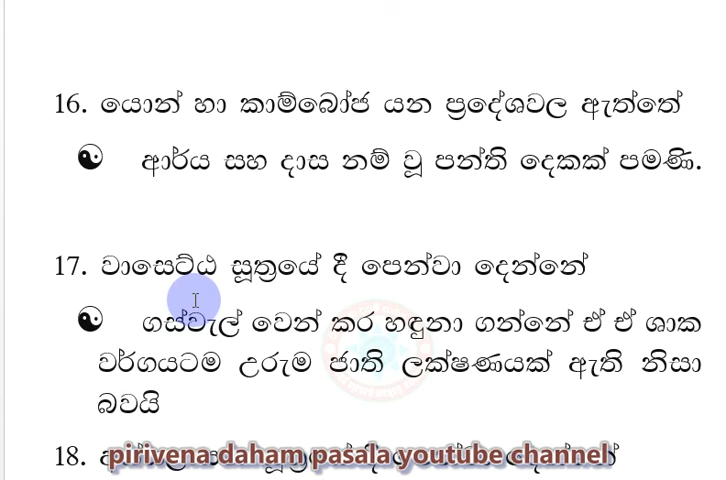 16. යොන් හා කාම්බෝජ යන ප්‍රදේශවල ඇත්තේ
ආර්ය සහ දාස නම් වූ පන්ති දෙකක් පමණි.
17. වාසෙට්ඨ සූත්‍රයේ දී පෙන්වා දෙන්නේ
ගස්වැල් වෙන් කර හඳුනා ගන්නේ ඒ ඒ ශාක
වර්ගයටම උරුම ජාති ලක්ෂණයක් ඇති නිසා
බවයි
18.
pirivena daham pasala youtube channel